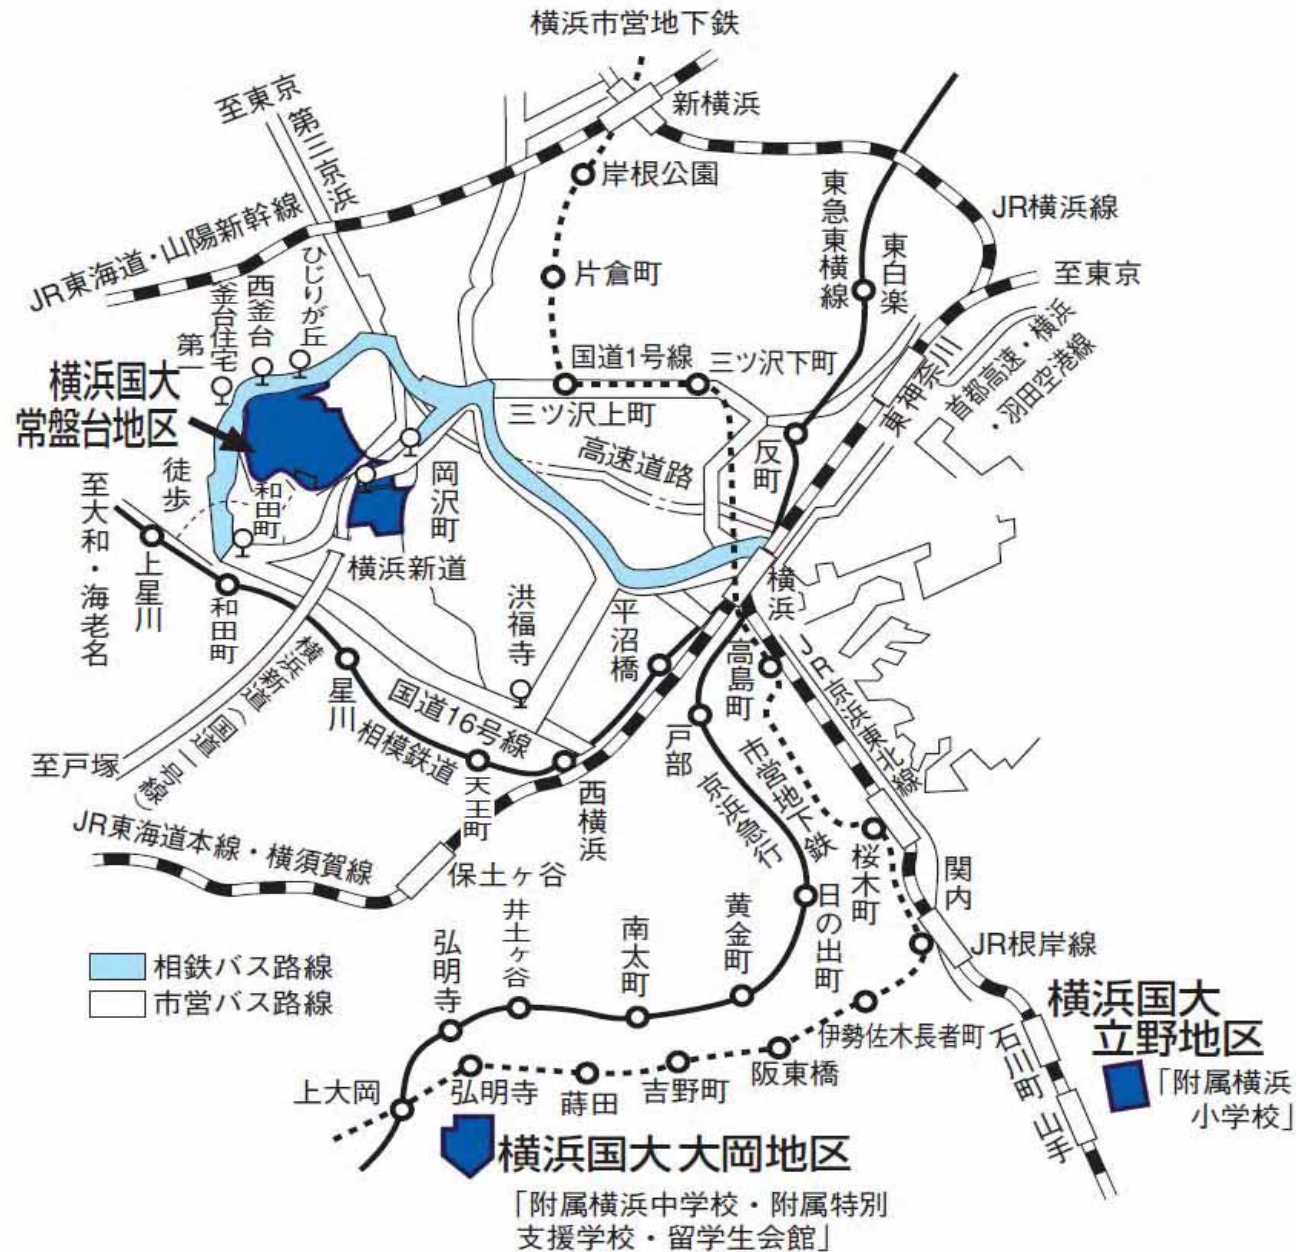 横浜市営地下鉄
新横浜
至東京
第三京浜
岸根公園
JR東海道・山陽新幹線
東急東横線
JR横浜線
東白楽
至東京
片倉町
ひじりが丘
西釜台
釜台住宅
第一
国道1号線
三ツ沢下町
三ツ沢上町
首都高速・横浜
・羽田空港線
東神奈川
横浜国大
常盤台地区
高速道路
反町
岡沢町
徒歩
和田町
至大和・海老名
上星川
横浜新道
横浜
和田町
洪福寺
平沼橋
高島町
JR京浜東北線
横浜新道(国道一号線)
星川
国道16号線
相模鉄道
戸部
市営地下鉄
京浜急行
至戸塚
天王町
西横浜
JR東海道本線・横須賀線
保土ヶ谷
桜木町
関内
日の出町
黄金町
南太町
井土ヶ谷
弘明寺
JR根岸線
相鉄バス路線
市営バス路線
横浜国大
立野地区
「附属横浜
小学校」
伊勢佐木長者町
石川町
山手
阪東橋
吉野町
蒔田
弘明寺
上大岡
横浜国大 大岡地区
「附属横浜中学校・附属特別
支援学校・留学生会館」